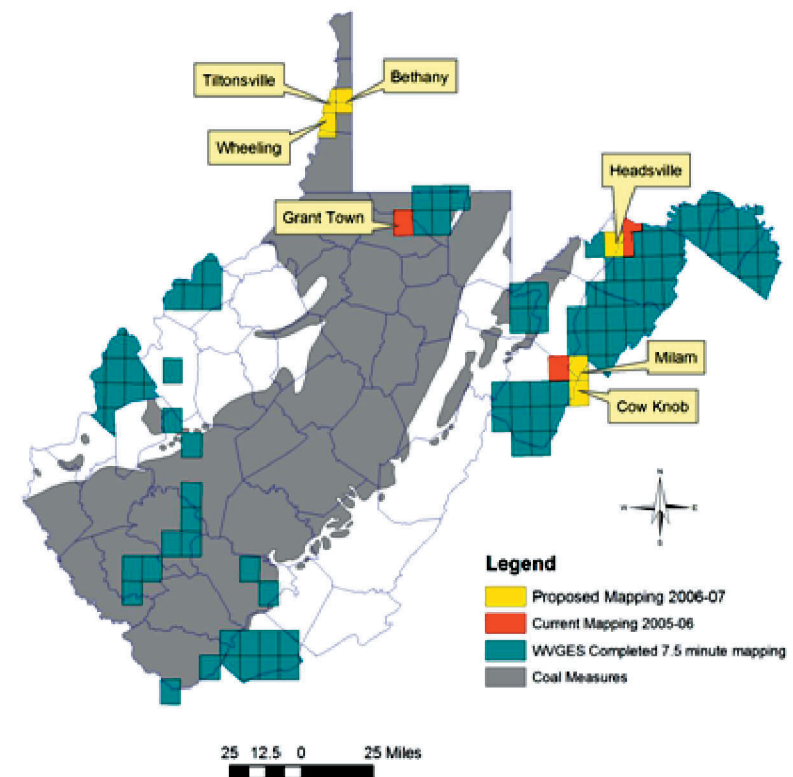 Tiltonsville
Bethany
Wheeling
Headsville
Grant Town
Milam
Cow Knob
N
W
E
S
Legend
Proposed Mapping 2006-07
Current Mapping 2005-06
WVGES Completed 7.5 minute mapping
Coal Measures
25 12.5 0 25 Miles